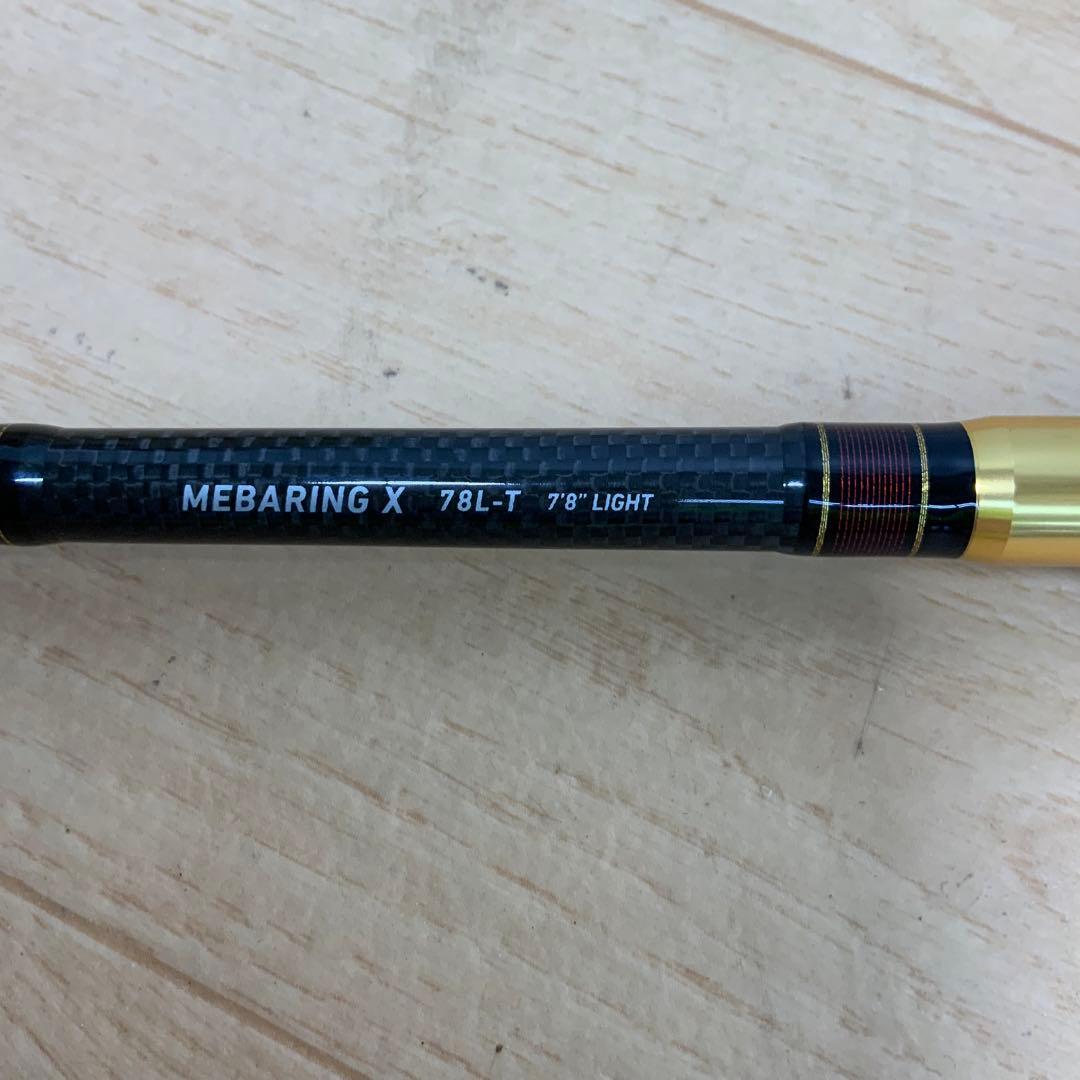 MEBARING X 78L-T 7'8" LIGHT